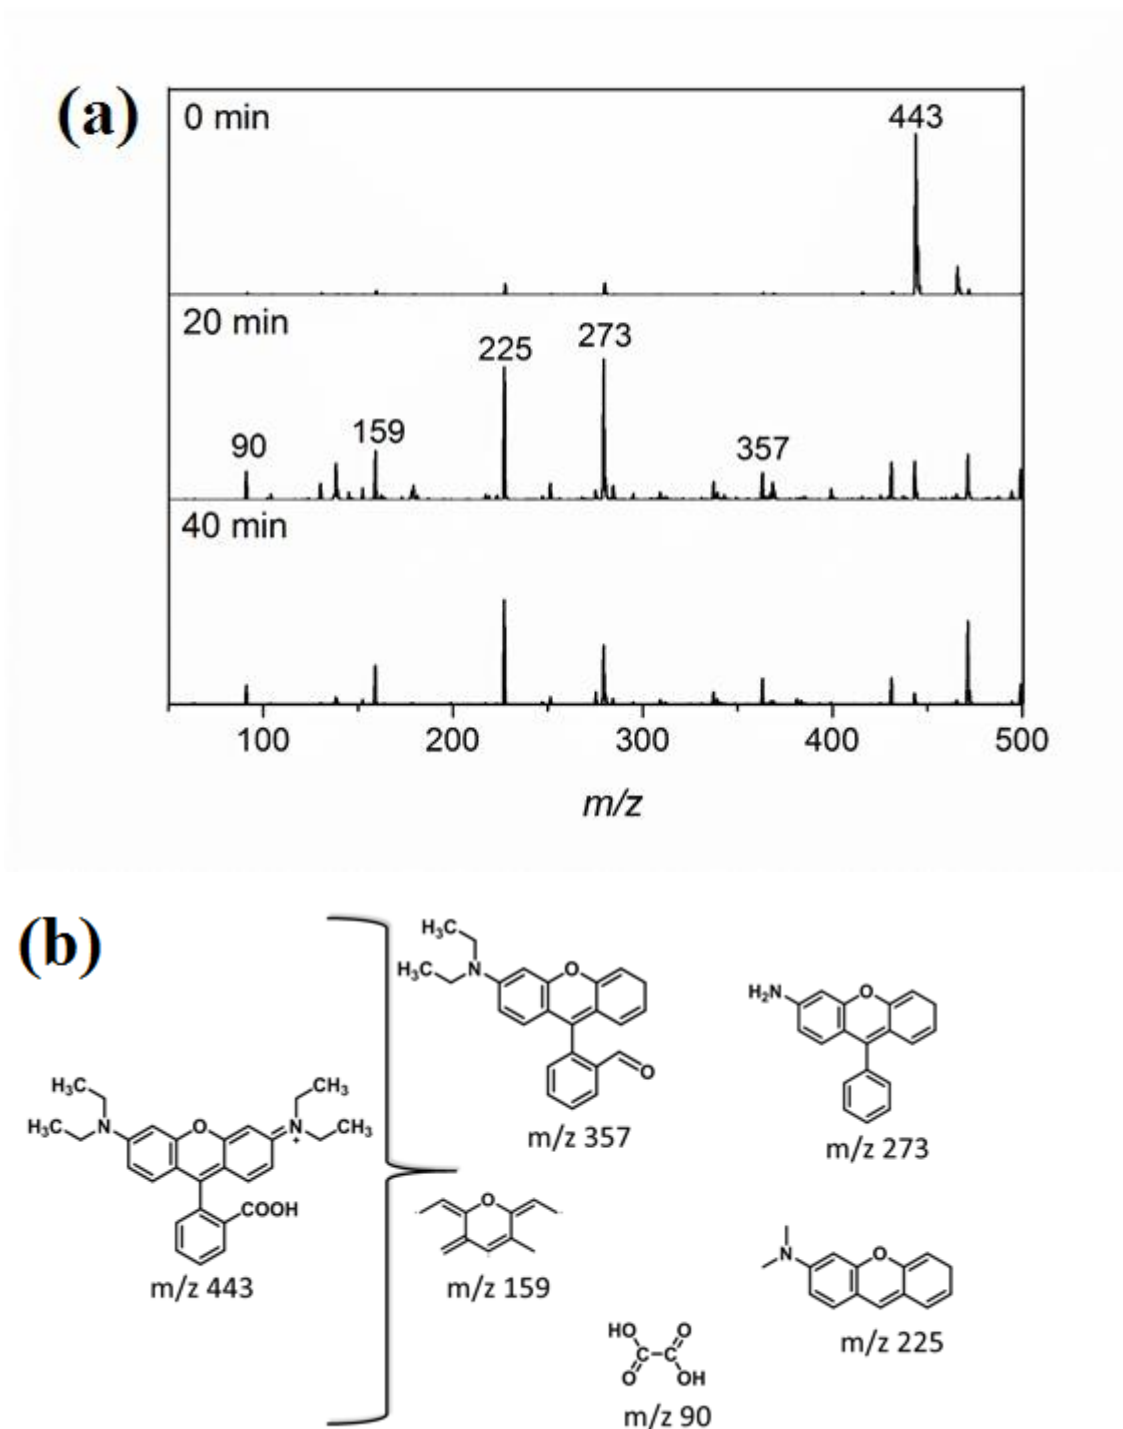 (a)
0 min
443
20 min
225
273
90
159
357
40 min
100 200 300 400 500
m/z
(b)
H₃C
H₃C N O
O
H₂N O
H₃C CH₃
H₃C N O N+ CH₃
COOH
m/z 443
m/z 357
m/z 273
O
m/z 159
N O
m/z 225
HO O
C–C
O OH
m/z 90